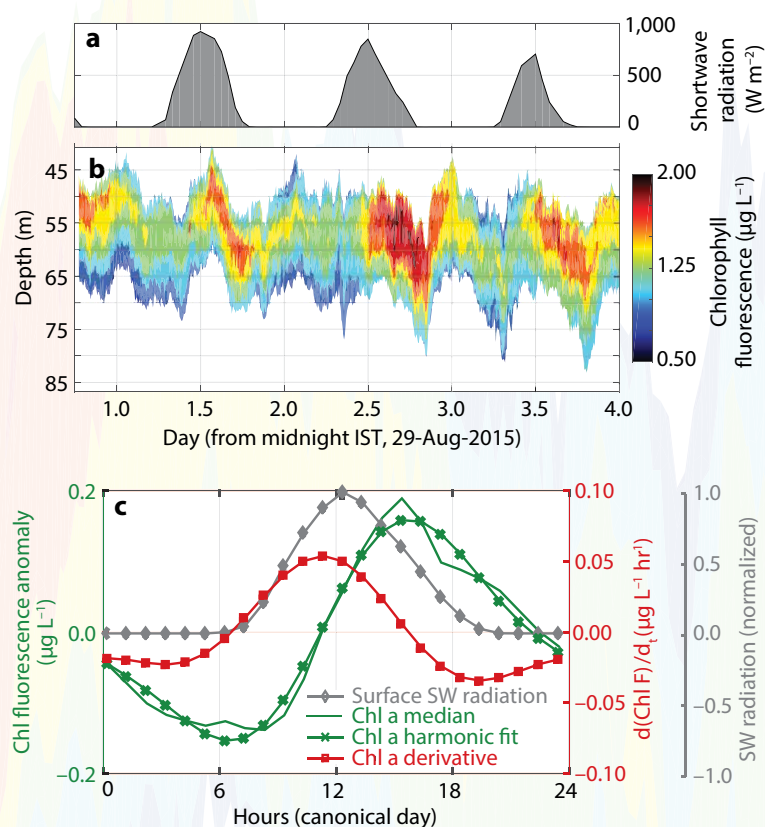 a
1,000
500
0
Shortwave
radiation
(W m⁻²)
b
45
55
65
75
85
Depth (m)
2.00
1.25
0.50
Chlorophyll
fluorescence (µg L⁻¹)
1.0 1.5 2.0 2.5 3.0 3.5 4.0
Day (from midnight IST, 29-Aug-2015)
c
0.2
0.0
−0.2
Chl fluorescence anomaly
(µg L⁻¹)
0.10
0.05
0.00
−0.05
−0.10
d(Chl F)/dₜ (µg L⁻¹ hr¹)
1.0
0.5
0.0
−0.5
−1.0
SW radiation (normalized)
Surface SW radiation
Chl a median
Chl a harmonic fit
Chl a derivative
0 6 12 18 24
Hours (canonical day)